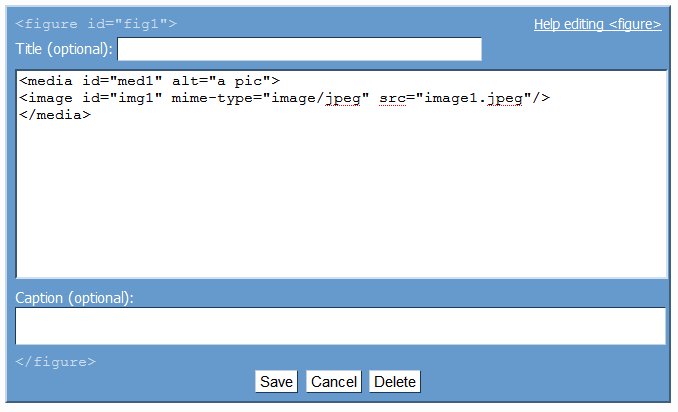 <figure id="fig1"> Help editing <figure>
Title (optional):
<media id="med1" alt="a pic">
<image id="img1" mime-type="image/jpeg" src="image1.jpeg"/>
</media>
Caption (optional):
</figure>
Save Cancel Delete